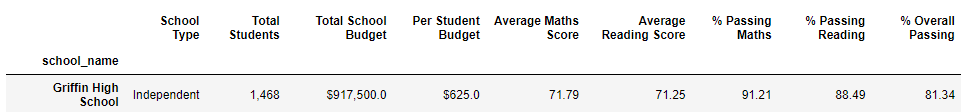 School Type Total Students Total School Budget Per Student Budget Average Maths Score Average Reading Score % Passing Maths % Passing Reading % Overall Passing
school_name
Griffin High School Independent 1,468 $917,500.0 $625.0 71.79 71.25 91.21 88.49 81.34